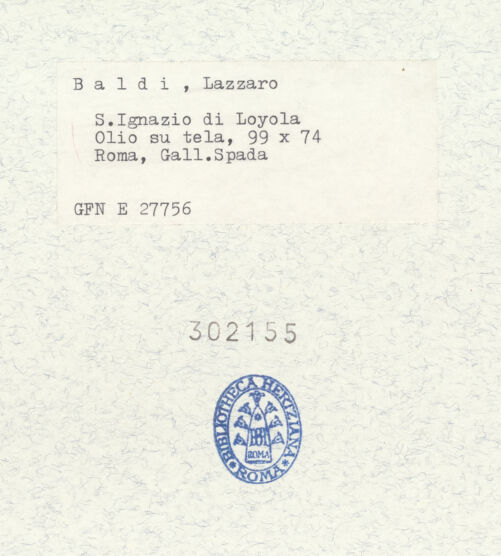 B a l d i , Lazzaro
S.Ignazio di Loyola
Olio su tela, 99 x 74
Roma, Gall.Spada
GFN E 27756
302155
BIBLIOTHECA HERTZIANA
BH
ROMA
* ROMA *